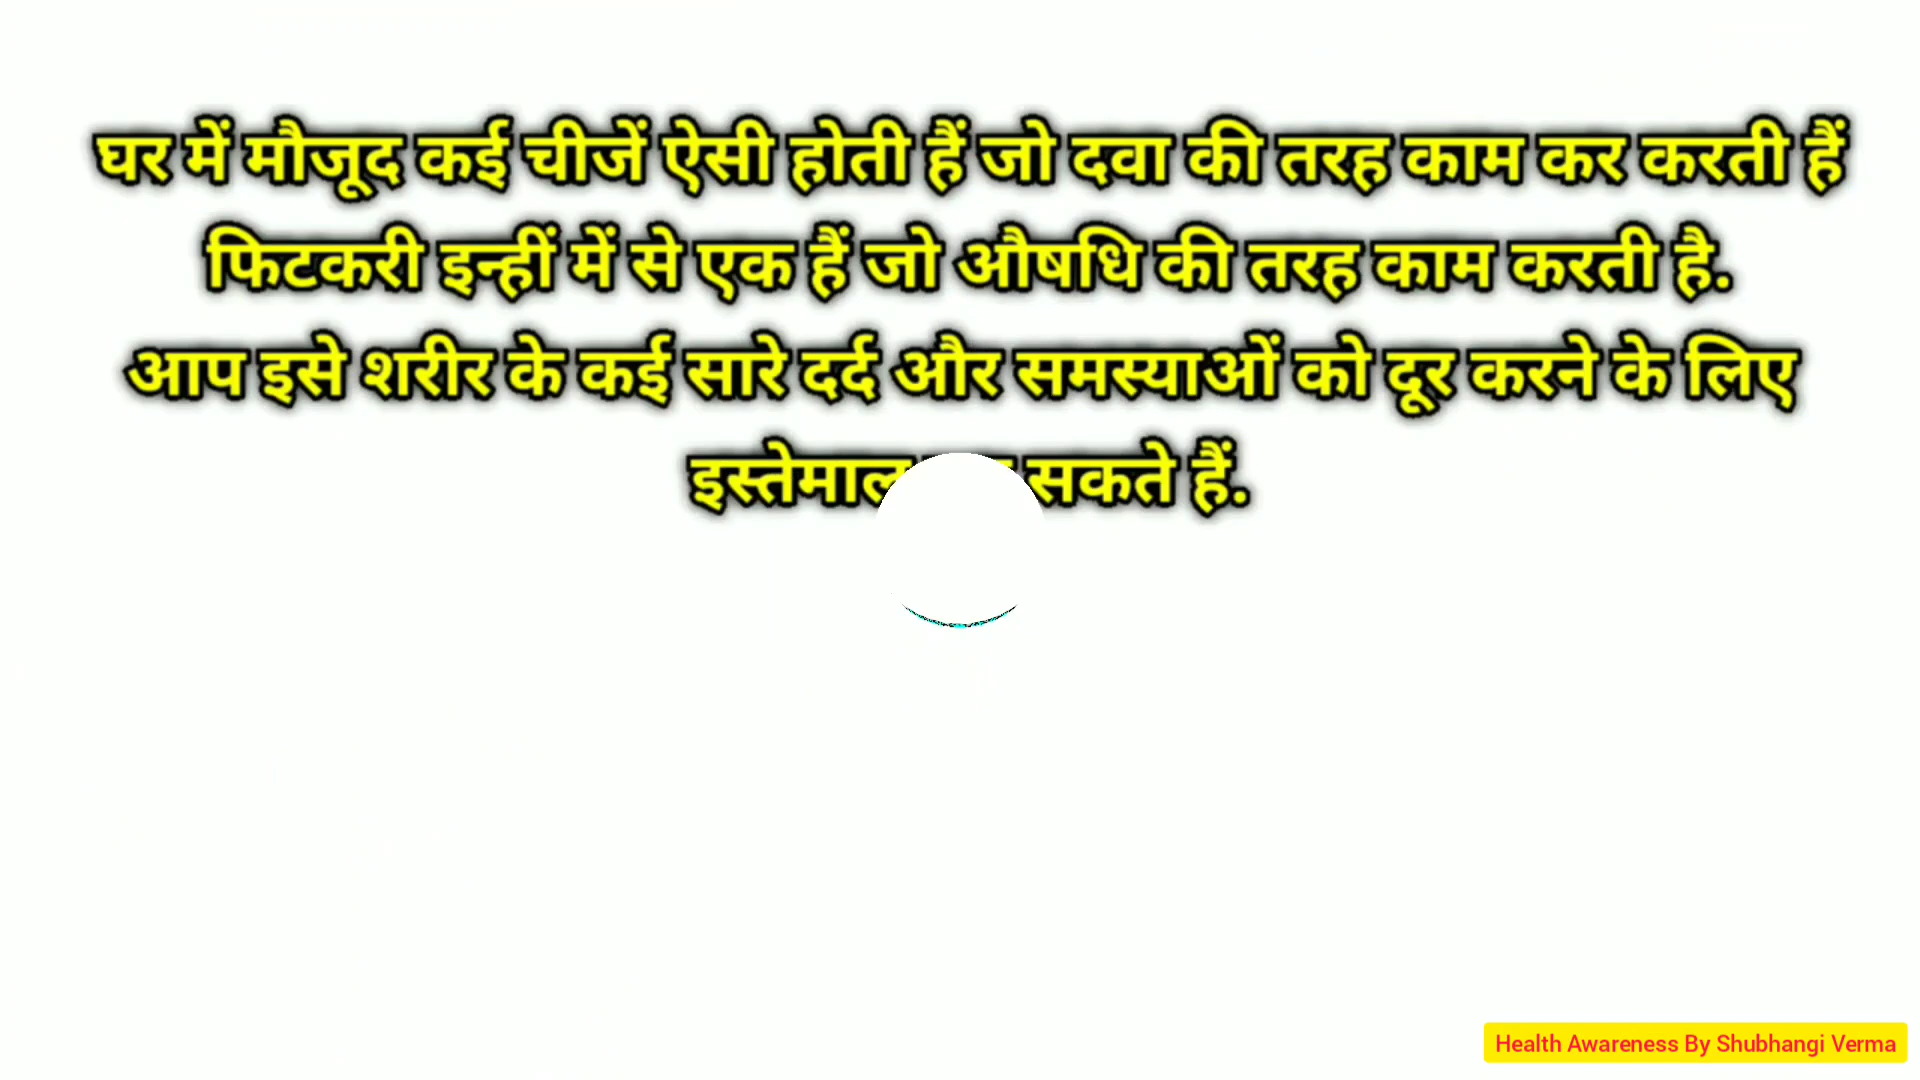 घर में मौजूद कई चीजें ऐसी होती हैं जो दवा की तरह काम कर करती हैं
फिटकरी इन्हीं में से एक हैं जो औषधि की तरह काम करती है.
आप इसे शरीर के कई सारे दर्द और समस्याओं को दूर करने के लिए
इस्तेमाल सकते हैं.
Health Awareness By Shubhangi Verma